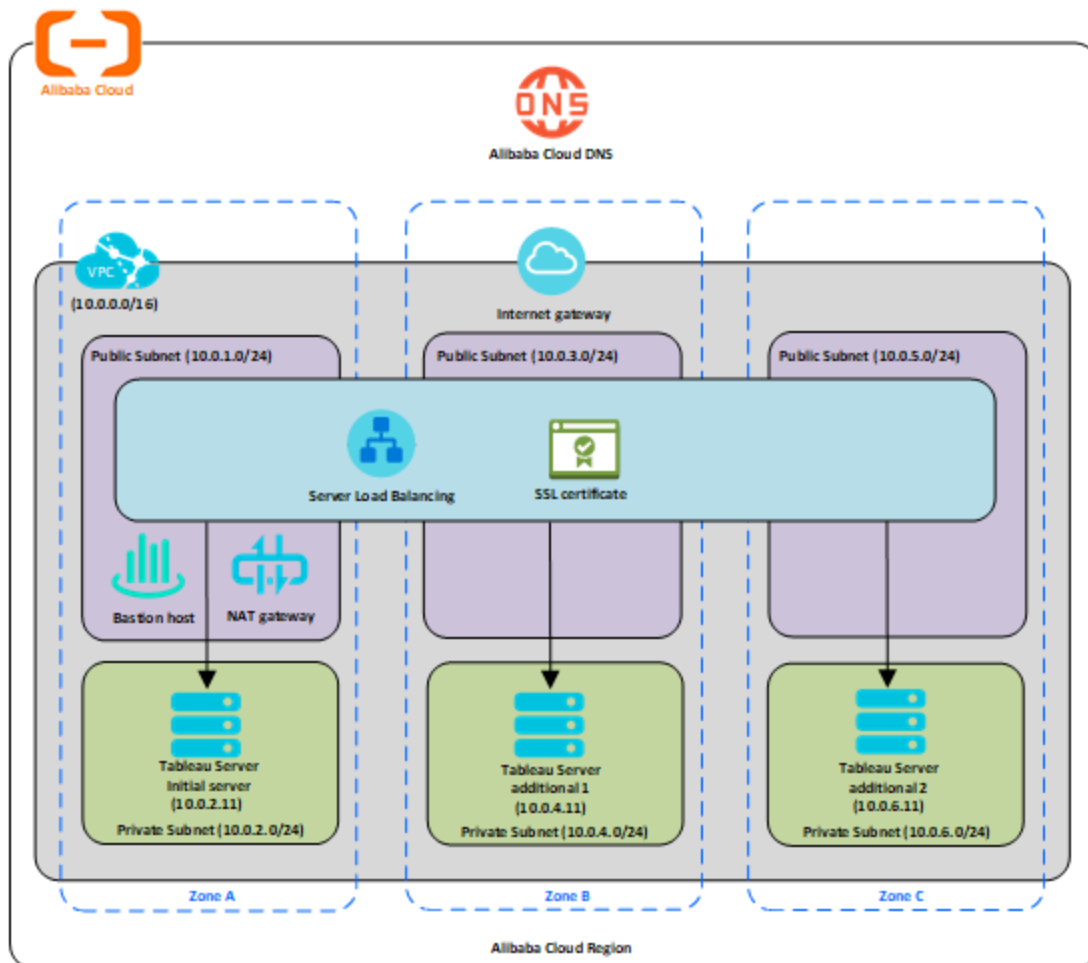 Alibaba Cloud
DNS
Alibaba Cloud DNS
VPC
(10.0.0.0/16)
Internet gateway
Public Subnet (10.0.1.0/24)
Public Subnet (10.0.3.0/24)
Public Subnet (10.0.5.0/24)
Server Load Balancing
SSL certificate
Bastion host
NAT gateway
Tableau Server
Initial server
(10.0.2.11)
Private Subnet (10.0.2.0/24)
Tableau Server
additional 1
(10.0.4.11)
Private Subnet (10.0.4.0/24)
Tableau Server
additional 2
(10.0.6.11)
Private Subnet (10.0.6.0/24)
Zone A
Zone B
Zone C
Alibaba Cloud Region